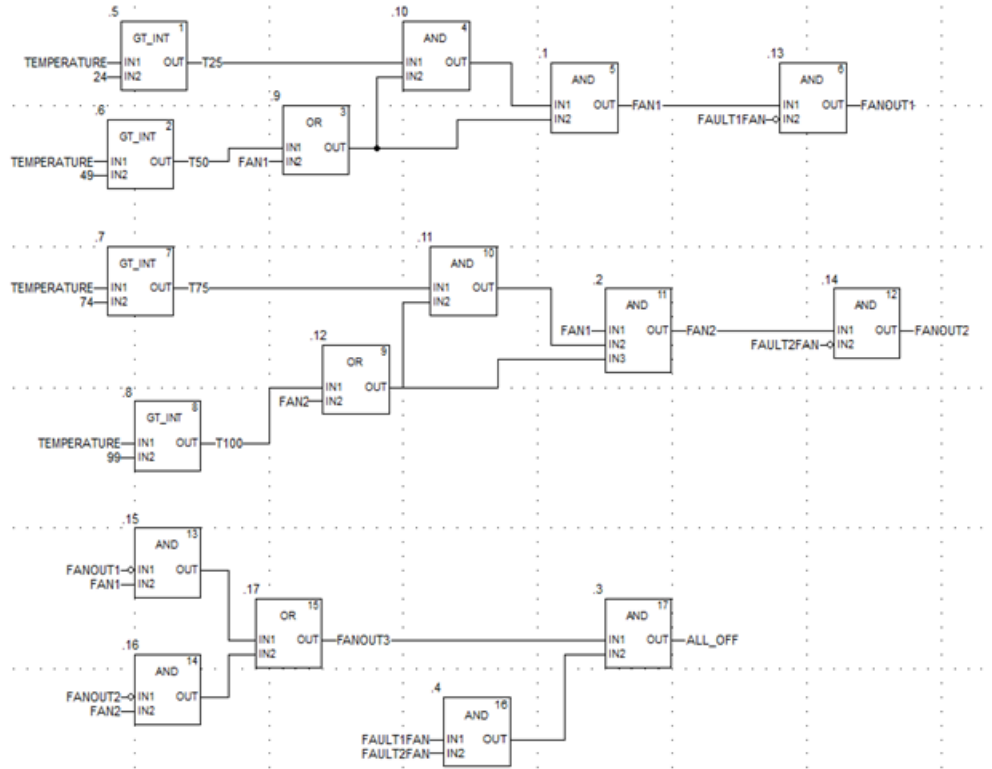 .5
GT_INT 1
TEMPERATURE IN1 OUT T25
24 IN2
.10
AND 4
IN1 OUT
IN2
.1
AND 5
IN1 OUT FAN1
IN2
.13
AND 6
IN1 OUT FANOUT1
FAULT1FAN IN2
.6
GT_INT 2
TEMPERATURE IN1 OUT T50
49 IN2
.9
OR 3
IN1 OUT
FAN1 IN2
.7
GT_INT 7
TEMPERATURE IN1 OUT T75
74 IN2
.11
AND 10
IN1 OUT
IN2
.2
AND 11
FAN1 IN1 OUT FAN2
IN2
IN3
.14
AND 12
IN1 OUT FANOUT2
FAULT2FAN IN2
.12
OR 9
IN1 OUT
FAN2 IN2
.8
GT_INT 8
TEMPERATURE IN1 OUT T100
99 IN2
.15
AND 13
FANOUT1 IN1 OUT
FAN1 IN2
.17
OR 15
IN1 OUT FANOUT3
IN2
.3
AND 17
IN1 OUT ALL_OFF
IN2
.16
AND 14
FANOUT2 IN1 OUT
FAN2 IN2
.4
AND 16
FAULT1FAN IN1 OUT
FAULT2FAN IN2